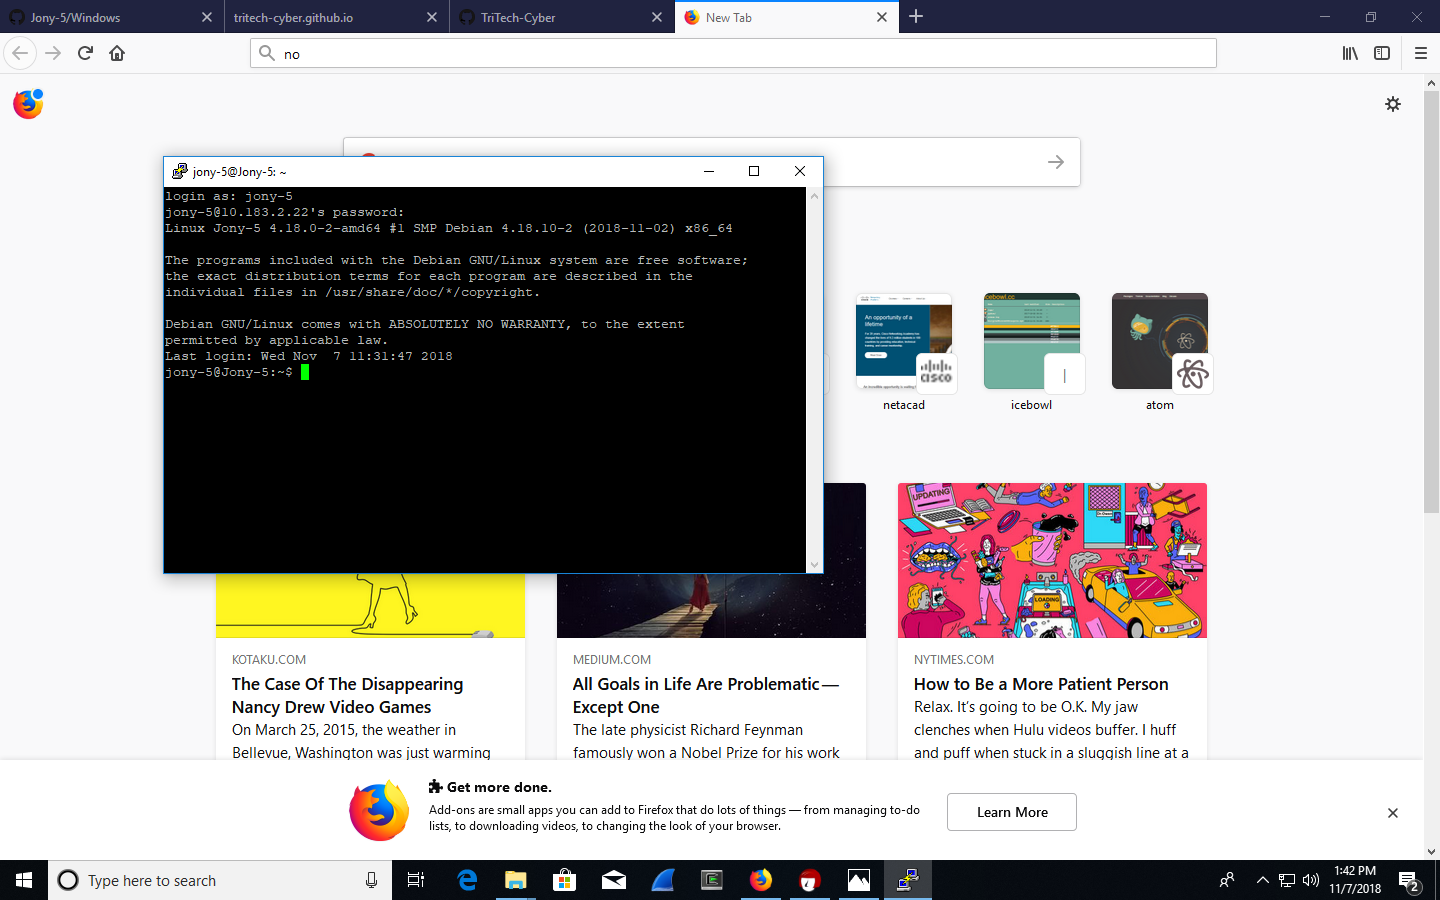 Jony-5/Windows
tritech-cyber.github.io
TriTech-Cyber
New Tab
no
jony-5@Jony-5: ~
login as: jony-5
jony-5@10.183.2.22's password:
Linux Jony-5 4.18.0-2-amd64 #1 SMP Debian 4.18.10-2 (2018-11-02) x86_64
The programs included with the Debian GNU/Linux system are free software;
the exact distribution terms for each program are described in the
individual files in /usr/share/doc/*/copyright.
Debian GNU/Linux comes with ABSOLUTELY NO WARRANTY, to the extent
permitted by applicable law.
Last login: Wed Nov  7 11:31:47 2018
jony-5@Jony-5:~$
An opportunity of a
lifetime
CISCO
icebowl.cc
netacad
icebowl
atom
UPDATING
LOADING
KOTAKU.COM
The Case Of The Disappearing
Nancy Drew Video Games
On March 25, 2015, the weather in
Bellevue, Washington was just warming
MEDIUM.COM
All Goals in Life Are Problematic—
Except One
The late physicist Richard Feynman
famously won a Nobel Prize for his work
NYTIMES.COM
How to Be a More Patient Person
Relax. It's going to be O.K. My jaw
clenches when Hulu videos buffer. I huff
and puff when stuck in a sluggish line at a
Get more done.
Add-ons are small apps you can add to Firefox that do lots of things — from managing to-do
lists, to downloading videos, to changing the look of your browser.
Learn More
Type here to search
1:42 PM
11/7/2018
2